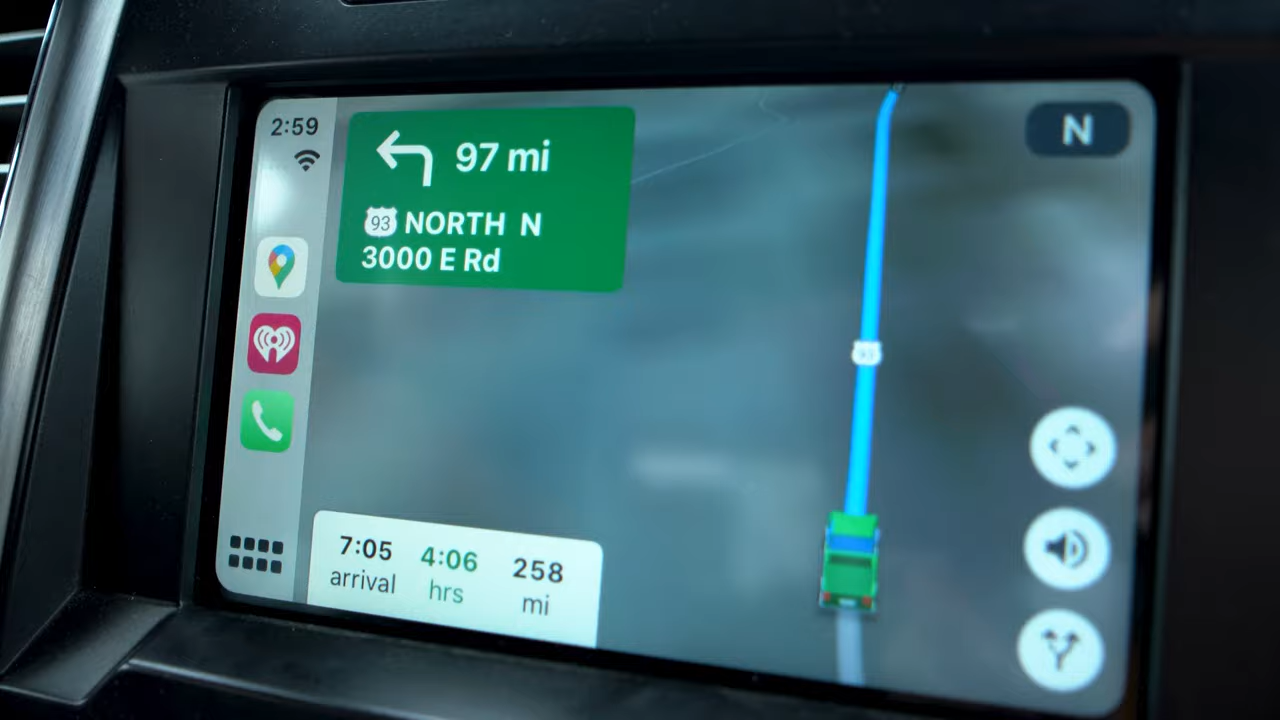 2:59
97 mi
93 NORTH N
3000 E Rd
N
93
7:05 4:06 258
arrival hrs mi